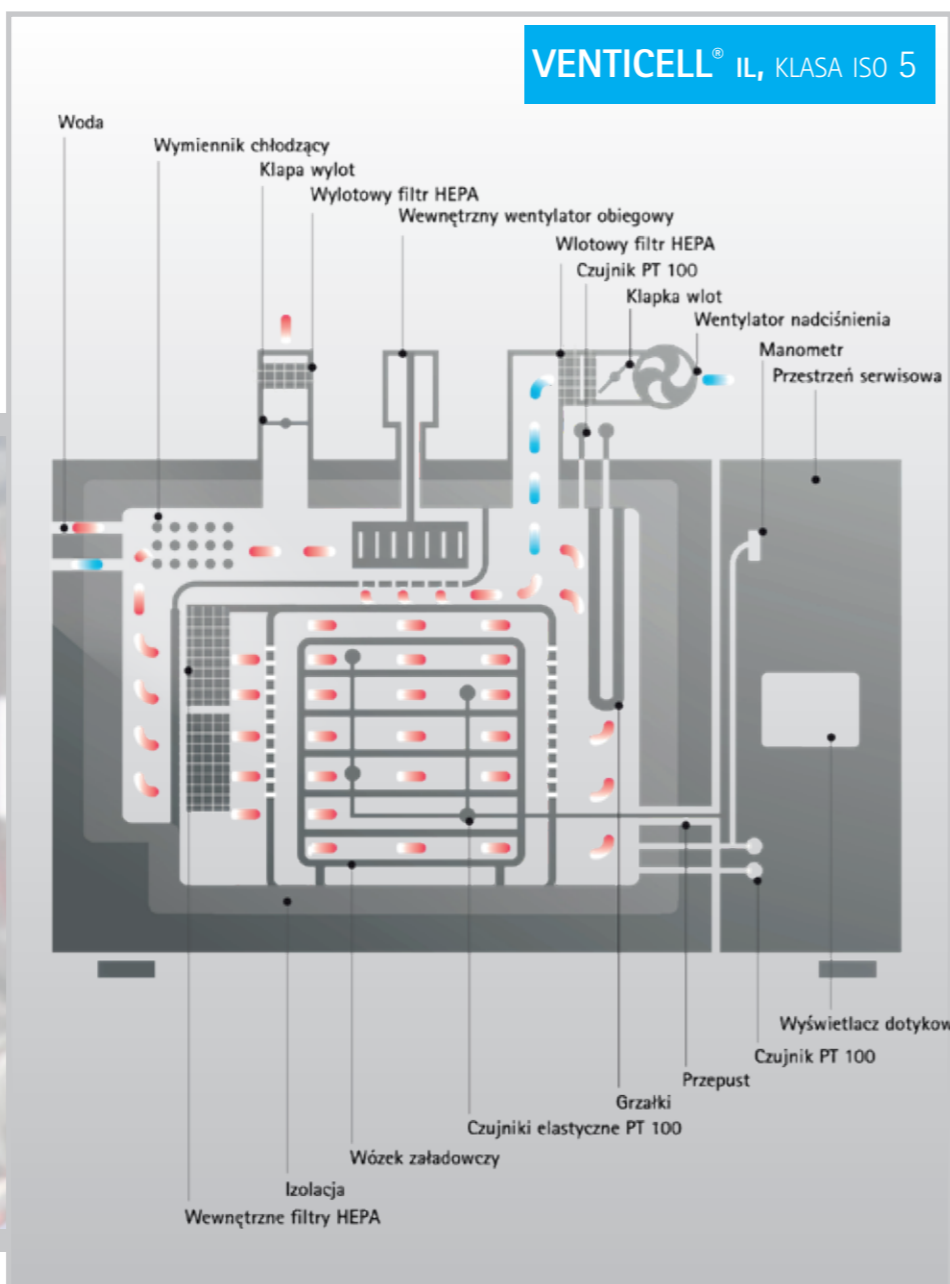 VENTICELL® IL, KLASA ISO 5
Woda
Wymiennik chłodzący
Klapa wylot
Wylotowy filtr HEPA
Wewnętrzny wentylator obiegowy
Wlotowy filtr HEPA
Czujnik PT 100
Klapka wlot
Wentylator nadciśnienia
Manometr
Przestrzeń serwisowa
Wyświetlacz dotykow
Czujnik PT 100
Przepust
Grzałki
Czujniki elastyczne PT 100
Wózek załadowczy
Izolacja
Wewnętrzne filtry HEPA